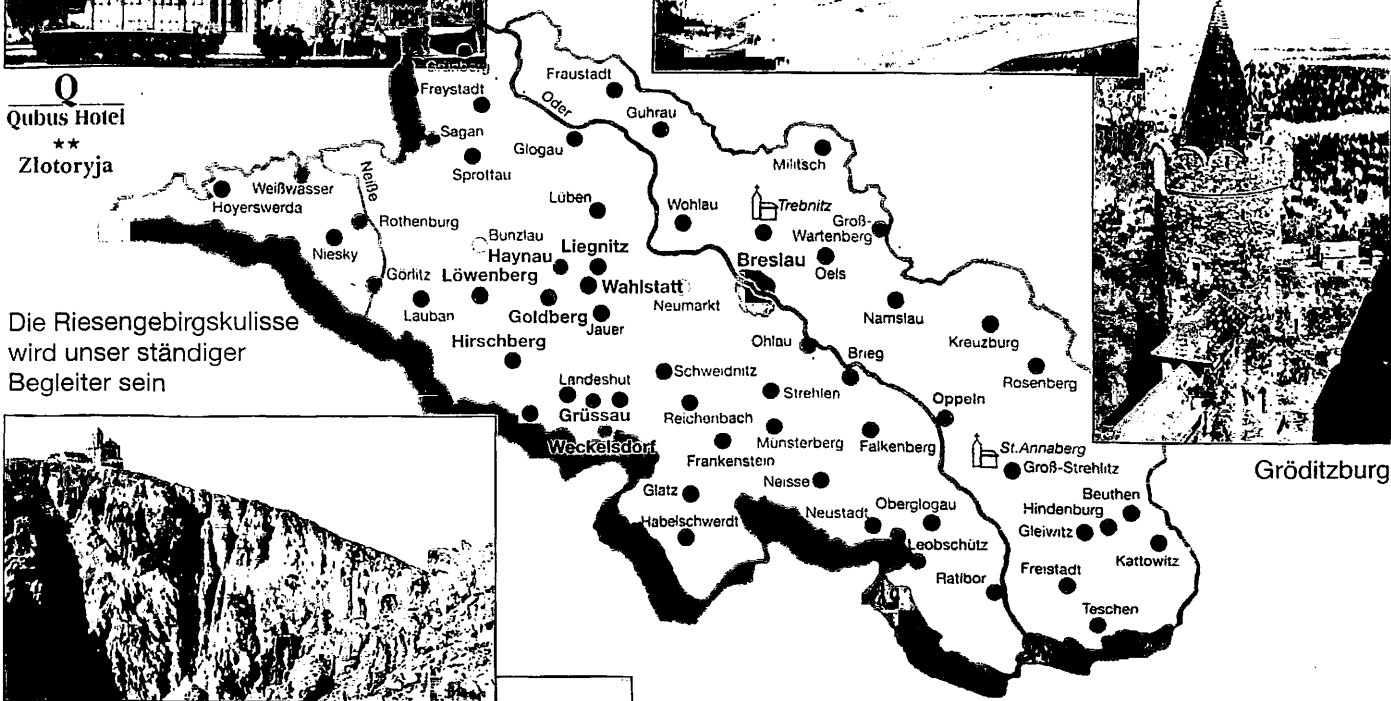 Q
Qubus Hotel
★★
Zlotoryja
Grünberg
Fraustadt
Freystadt
Oder
Guhrau
Sagan
Glogau
Militsch
Sprottau
Neiße
Weißwasser
Hoyerswerda
Lüben
Wohlau
Trebnitz
Rothenburg
Groß-
Wartenberg
Bunzlau
Niesky
Haynau
Liegnitz
Breslau
Oels
Görlitz
Löwenberg
Wahlstatt
Neumarkt
Lauban
Goldberg
Jauer
Namslau
Die Riesengebirgskulisse
wird unser ständiger
Begleiter sein
Hirschberg
Ohlau
Kreuzburg
Brieg
Schweidnitz
Rosenberg
Landeshut
Strehlen
Oppeln
Grüssau
Reichenbach
Weckelsdorf
Münsterberg
Falkenberg
St.Annaberg
Frankenstein
Groß-Strehlitz
Gröditzburg
Glatz
Neisse
Beuthen
Hindenburg
Habelschwerdt
Neustadt
Oberglogau
Gleiwitz
Leobschütz
Kattowitz
Ratibor
Freistadt
Teschen